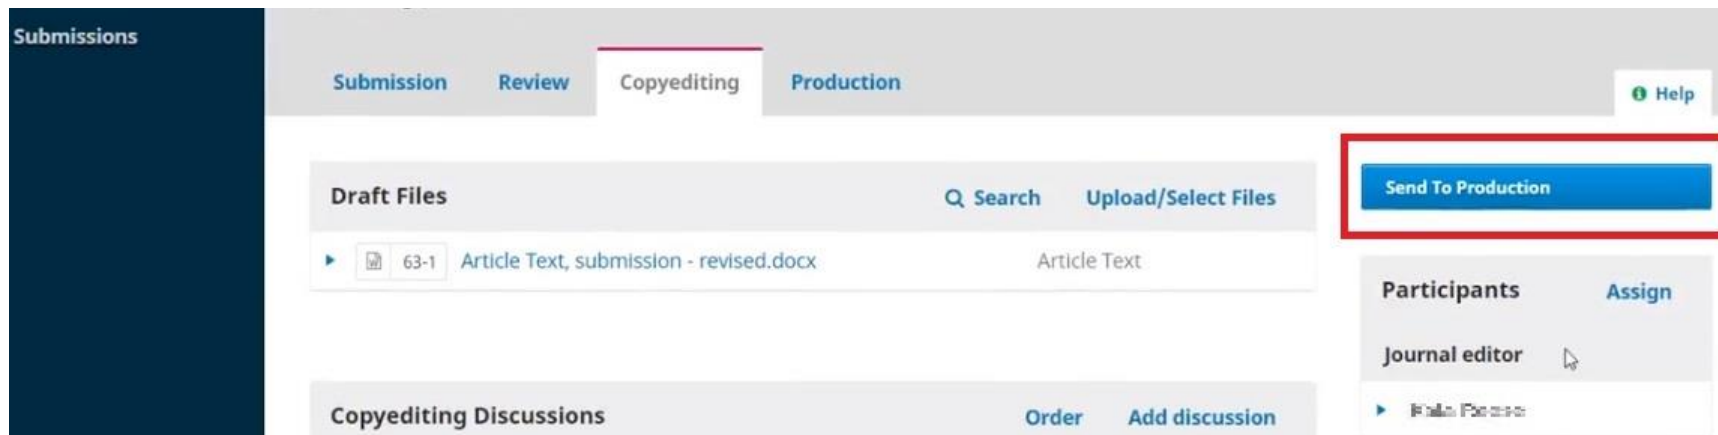 Submissions
Submission Review Copyediting Production
Help
Draft Files Search Upload/Select Files
63-1 Article Text, submission - revised.docx Article Text
Copyediting Discussions Order Add discussion
Send To Production
Participants Assign
Journal editor